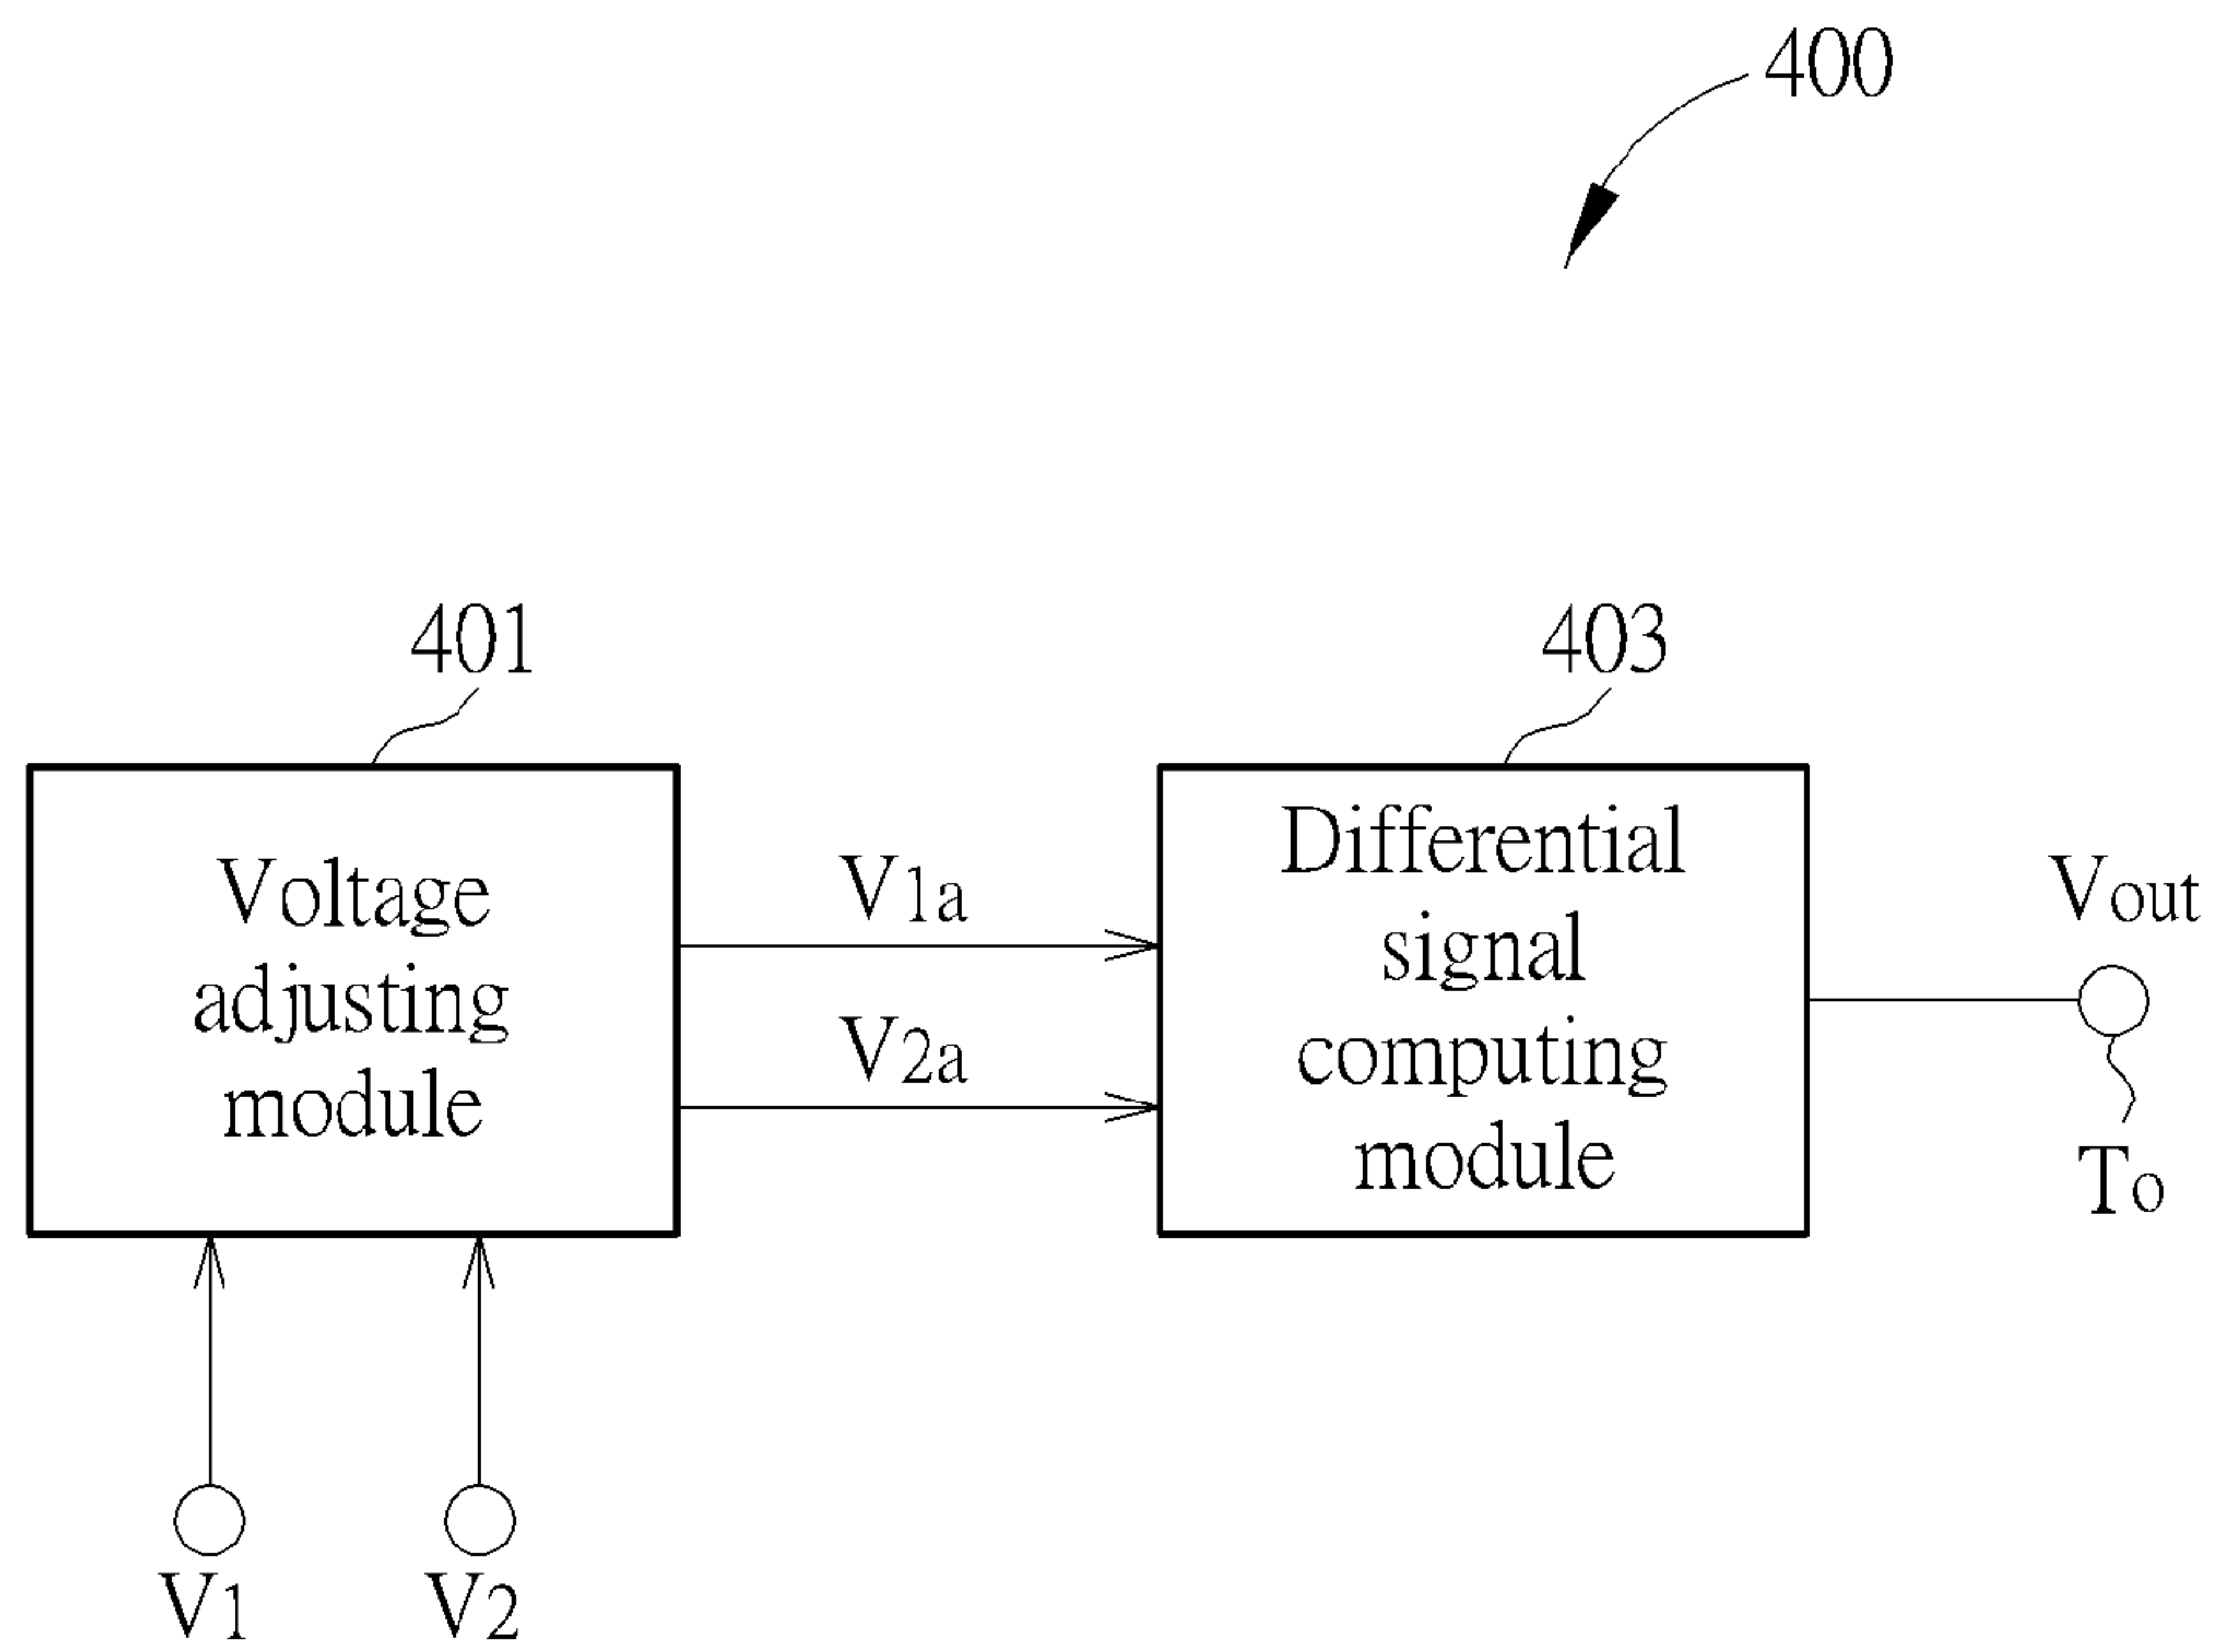 400
401
403
Voltage
adjusting
module
V1a
V2a
Differential
signal
computing
module
Vout
To
V1
V2